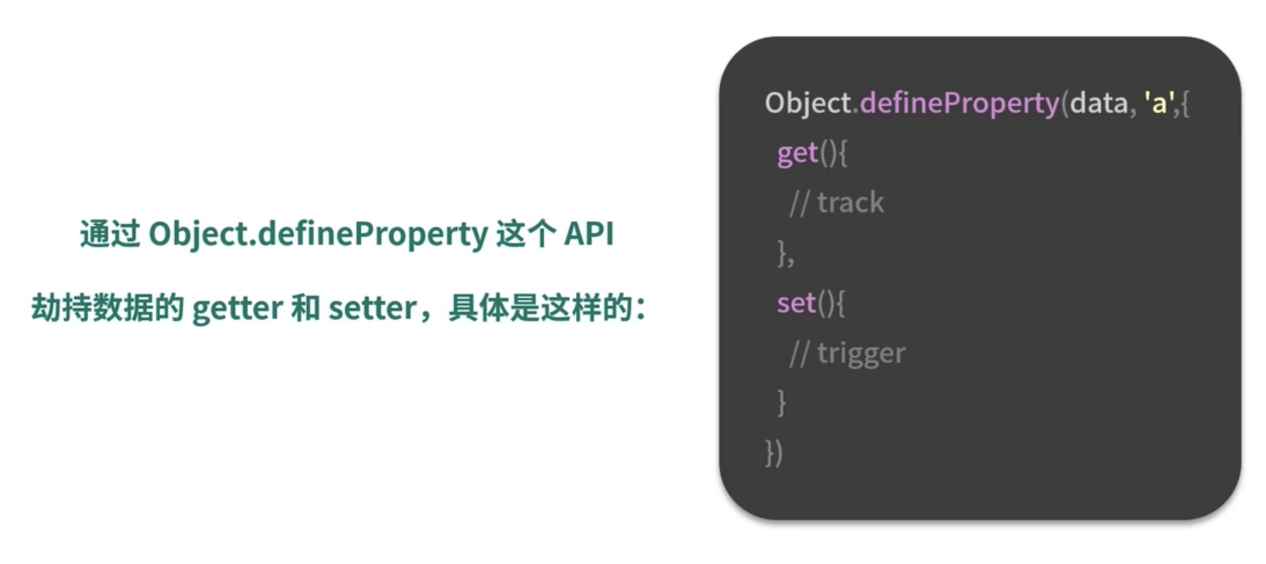 通过 Object.defineProperty 这个 API
劫持数据的 getter 和 setter，具体是这样的：
Object.defineProperty(data, 'a',{
  get(){
    // track
  },
  set(){
    // trigger
  }
})